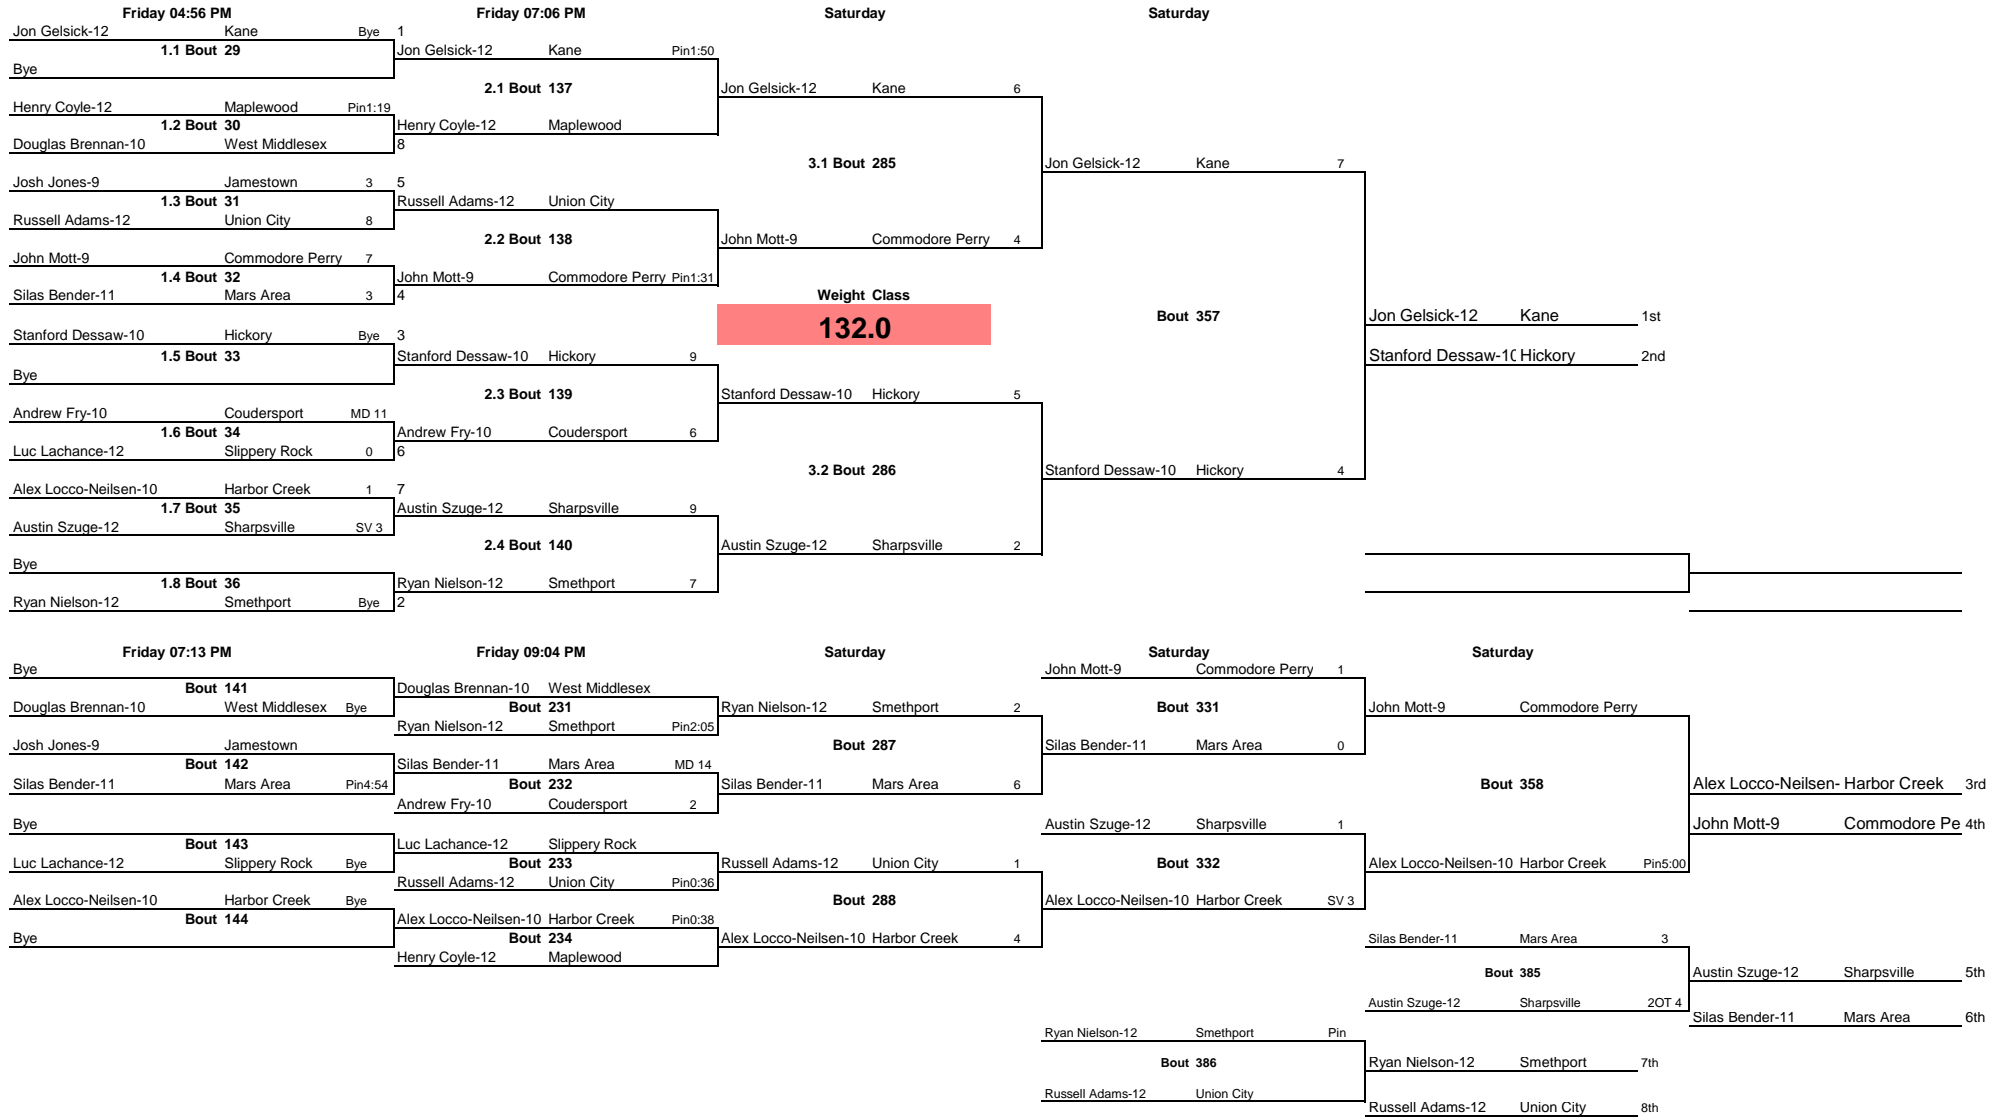 Friday 04:56 PM Friday 07:06 PM Saturday Saturday
Jon Gelsick-12 Kane Bye 1
1.1 Bout 29 Jon Gelsick-12 Kane Pin1:50
Bye
2.1 Bout 137 Jon Gelsick-12 Kane 6
Henry Coyle-12 Maplewood Pin1:19
1.2 Bout 30 Henry Coyle-12 Maplewood
Douglas Brennan-10 West Middlesex 8
3.1 Bout 285 Jon Gelsick-12 Kane 7
Josh Jones-9 Jamestown 3 5
1.3 Bout 31 Russell Adams-12 Union City
Russell Adams-12 Union City 8
2.2 Bout 138 John Mott-9 Commodore Perry 4
John Mott-9 Commodore Perry 7
1.4 Bout 32 John Mott-9 Commodore Perry Pin1:31
Silas Bender-11 Mars Area 3 4 Weight Class
132.0 Bout 357 Jon Gelsick-12 Kane 1st
Stanford Dessaw-10 Hickory Bye 3
1.5 Bout 33 Stanford Dessaw-10 Hickory 9 Stanford Dessaw-10 Hickory 2nd
Bye
2.3 Bout 139 Stanford Dessaw-10 Hickory 5
Andrew Fry-10 Coudersport MD 11
1.6 Bout 34 Andrew Fry-10 Coudersport 6
Luc Lachance-12 Slippery Rock 0 6
3.2 Bout 286 Stanford Dessaw-10 Hickory 4
Alex Locco-Neilsen-10 Harbor Creek 1 7
1.7 Bout 35 Austin Szuge-12 Sharpsville 9
Austin Szuge-12 Sharpsville SV 3
2.4 Bout 140 Austin Szuge-12 Sharpsville 2
Bye
1.8 Bout 36 Ryan Nielson-12 Smethport 7
Ryan Nielson-12 Smethport Bye 2
Friday 07:13 PM Friday 09:04 PM Saturday Saturday Saturday
Bye John Mott-9 Commodore Perry 1
Bout 141 Douglas Brennan-10 West Middlesex
Douglas Brennan-10 West Middlesex Bye Bout 231 Ryan Nielson-12 Smethport 2 Bout 331 John Mott-9 Commodore Perry
Ryan Nielson-12 Smethport Pin2:05
Josh Jones-9 Jamestown Bout 287 Silas Bender-11 Mars Area 0
Bout 142 Silas Bender-11 Mars Area MD 14
Silas Bender-11 Mars Area Pin4:54 Bout 232 Silas Bender-11 Mars Area 6 Bout 358 Alex Locco-Neilsen- Harbor Creek 3rd
Andrew Fry-10 Coudersport 2
Bye Austin Szuge-12 Sharpsville 1 John Mott-9 Commodore Pe 4th
Bout 143 Luc Lachance-12 Slippery Rock
Luc Lachance-12 Slippery Rock Bye Bout 233 Russell Adams-12 Union City 1 Bout 332 Alex Locco-Neilsen-10 Harbor Creek Pin5:00
Russell Adams-12 Union City Pin0:36
Alex Locco-Neilsen-10 Harbor Creek Bye Bout 288 Alex Locco-Neilsen-10 Harbor Creek SV 3
Bout 144 Alex Locco-Neilsen-10 Harbor Creek Pin0:38
Bye Bout 234 Alex Locco-Neilsen-10 Harbor Creek 4 Silas Bender-11 Mars Area 3
Henry Coyle-12 Maplewood
Bout 385 Austin Szuge-12 Sharpsville 5th
Austin Szuge-12 Sharpsville 2OT 4
Silas Bender-11 Mars Area 6th
Ryan Nielson-12 Smethport Pin
Bout 386 Ryan Nielson-12 Smethport 7th
Russell Adams-12 Union City
Russell Adams-12 Union City 8th